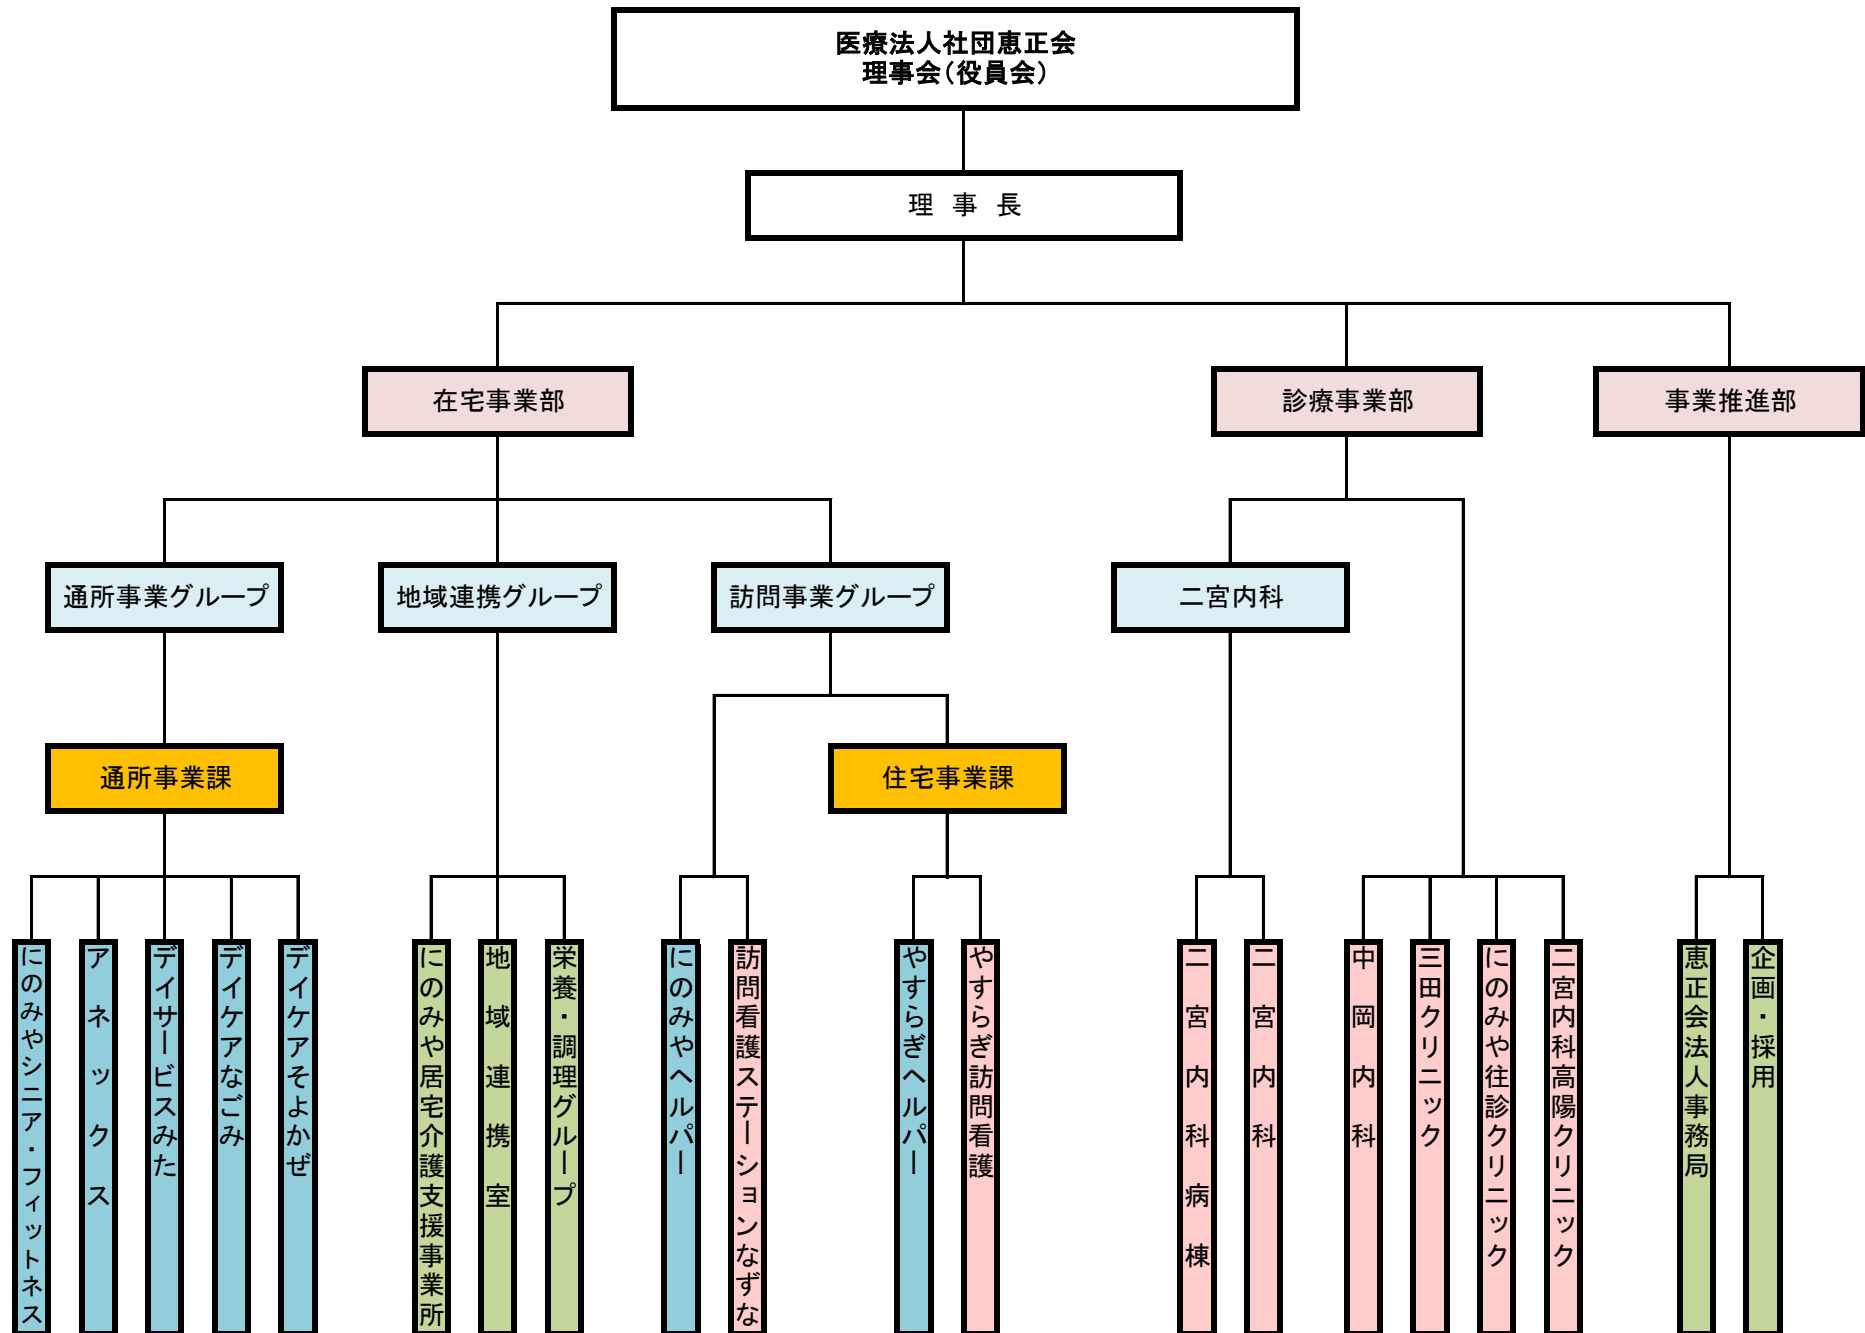 医療法人社団恵正会
理事会(役員会)
理 事 長
在宅事業部
診療事業部
事業推進部
通所事業グループ
地域連携グループ
訪問事業グループ
二宮内科
通所事業課
住宅事業課
にのみやシニア・フィットネス
アネックス
デイサービスみた
デイケアなごみ
デイケアそよかぜ
にのみや居宅介護支援事業所
地域連携室
栄養・調理グループ
にのみやヘルパー
訪問看護ステーションなずな
やすらぎヘルパー
やすらぎ訪問看護
二宮内科病棟
二宮内科
中岡内科
三田クリニック
にのみや往診クリニック
二宮内科高陽クリニック
恵正会法人事務局
企画・採用